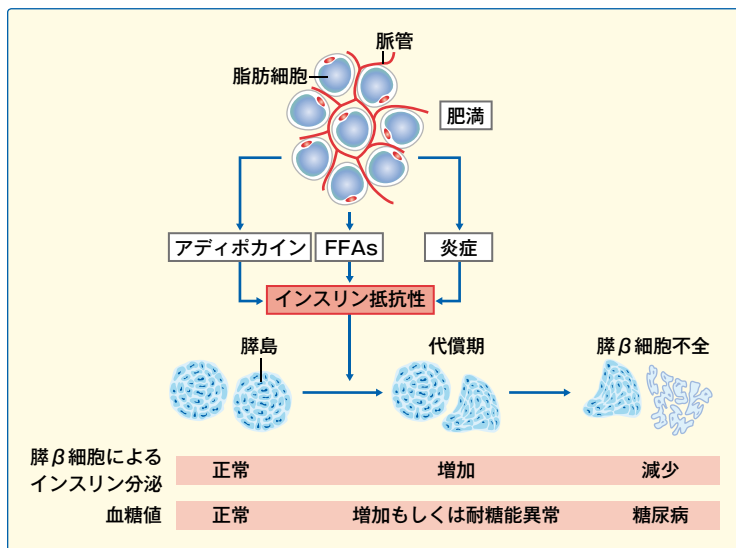 脈管
脂肪細胞
肥満
アディポカイン FFAs 炎症
インスリン抵抗性
膵島 代償期 膵β細胞不全
膵β細胞による
インスリン分泌 正常 増加 減少
血糖値 正常 増加もしくは耐糖能異常 糖尿病